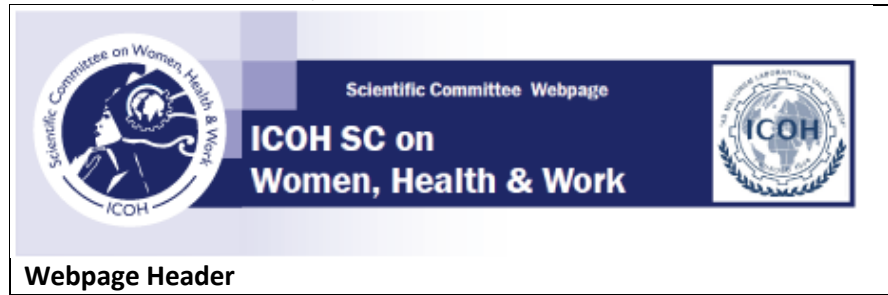 Scientific Committee on Women, Health & Work
ICOH
Scientific Committee Webpage
ICOH SC on
Women, Health & Work
ICOH
Webpage Header